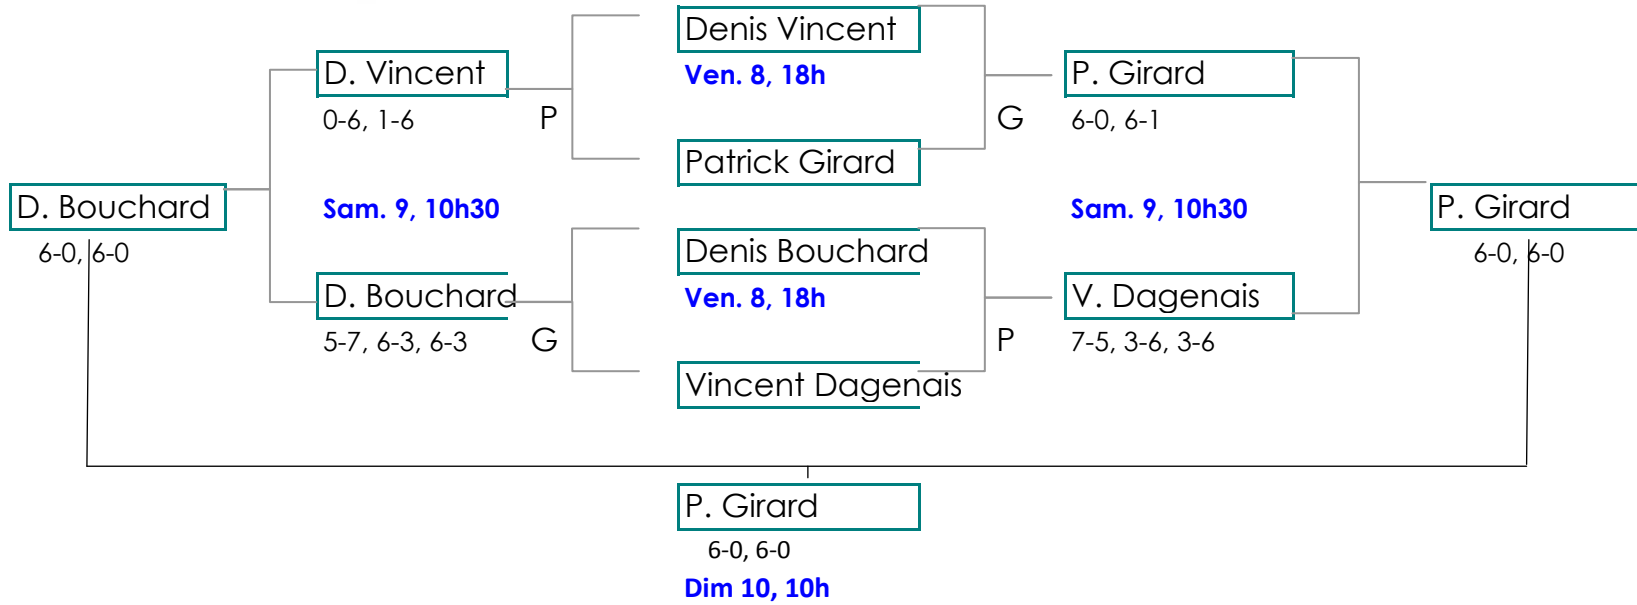 Denis Vincent
D. Vincent
Ven. 8, 18h
P. Girard
0-6, 1-6
P
G
6-0, 6-1
Patrick Girard
D. Bouchard
Sam. 9, 10h30
Sam. 9, 10h30
P. Girard
6-0, 6-0
Denis Bouchard
6-0, 6-0
D. Bouchard
Ven. 8, 18h
V. Dagenais
5-7, 6-3, 6-3
G
P
7-5, 3-6, 3-6
Vincent Dagenais
P. Girard
6-0, 6-0
Dim 10, 10h